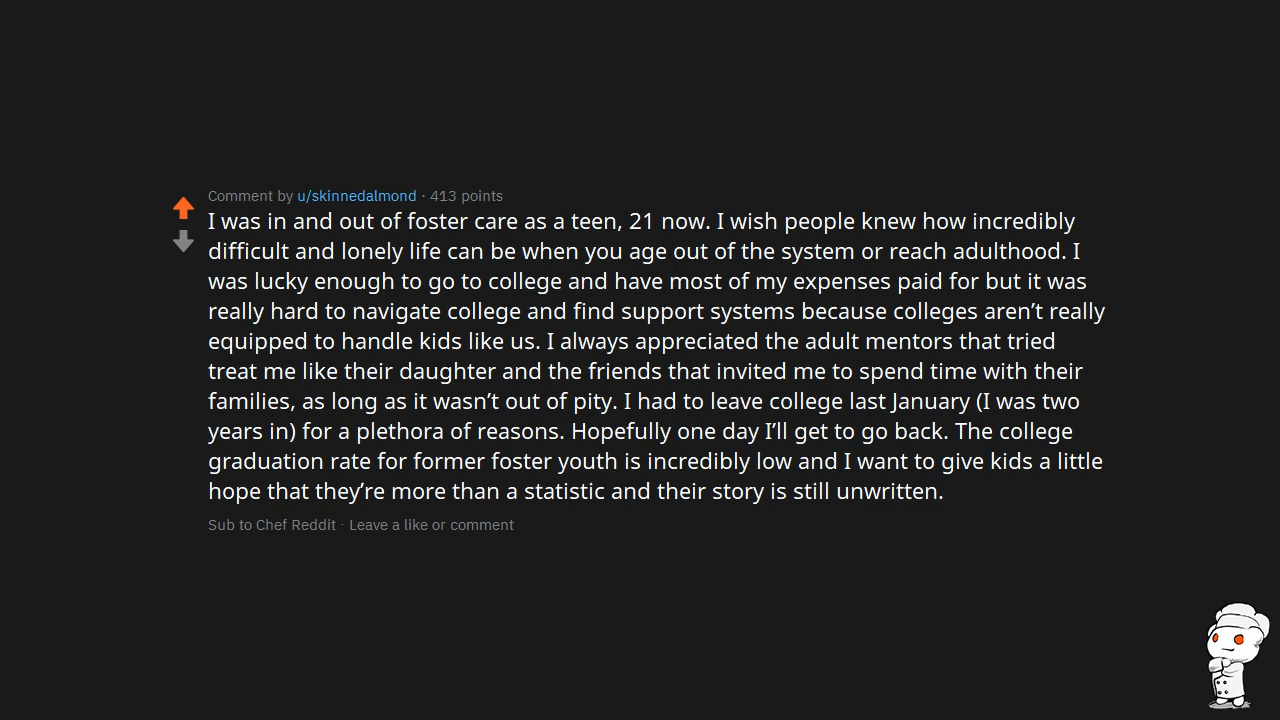 Comment by u/skinnedalmond · 413 points
I was in and out of foster care as a teen, 21 now. I wish people knew how incredibly
difficult and lonely life can be when you age out of the system or reach adulthood. I
was lucky enough to go to college and have most of my expenses paid for but it was
really hard to navigate college and find support systems because colleges aren’t really
equipped to handle kids like us. I always appreciated the adult mentors that tried
treat me like their daughter and the friends that invited me to spend time with their
families, as long as it wasn’t out of pity. I had to leave college last January (I was two
years in) for a plethora of reasons. Hopefully one day I’ll get to go back. The college
graduation rate for former foster youth is incredibly low and I want to give kids a little
hope that they’re more than a statistic and their story is still unwritten.
Sub to Chef Reddit · Leave a like or comment